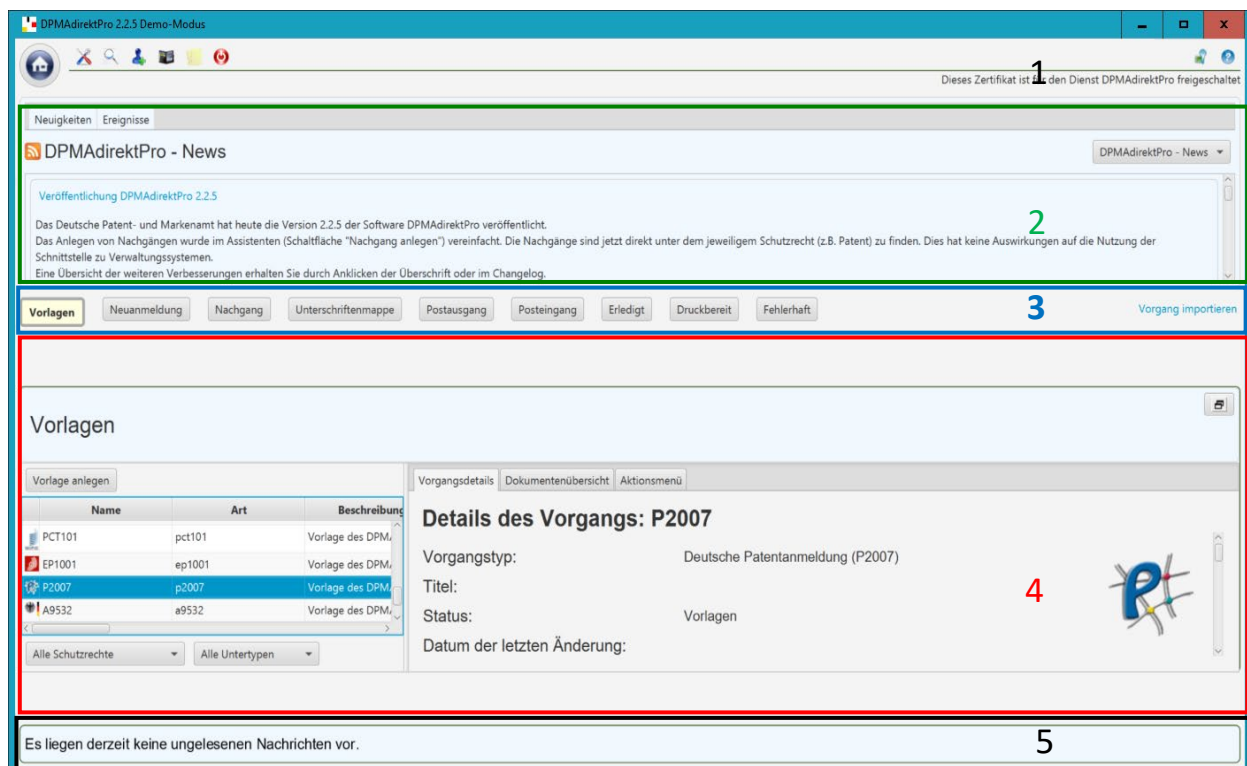 DPMAdirektPro 2.2.5 Demo-Modus
1
Dieses Zertifikat ist für den Dienst DPMAdirektPro freigeschaltet
Neuigkeiten Ereignisse
DPMAdirektPro - News
DPMAdirektPro - News
Veröffentlichung DPMAdirektPro 2.2.5
Das Deutsche Patent- und Markenamt hat heute die Version 2.2.5 der Software DPMAdirektPro veröffentlicht.
Das Anlegen von Nachgängen wurde im Assistenten (Schaltfläche "Nachgang anlegen") vereinfacht. Die Nachgänge sind jetzt direkt unter dem jeweiligem Schutzrecht (z.B. Patent) zu finden. Dies hat keine Auswirkungen auf die Nutzung der
Schnittstelle zu Verwaltungssystemen.
Eine Übersicht der weiteren Verbesserungen erhalten Sie durch Anklicken der Überschrift oder im Changelog.
2
Vorlagen Neuanmeldung Nachgang Unterschriftenmappe Postausgang Posteingang Erledigt Druckbereit Fehlerhaft 3 Vorgang importieren
Vorlagen
Vorlage anlegen
Name Art Beschreibung
PCT101 pct101 Vorlage des DPMA
EP1001 ep1001 Vorlage des DPMA
P2007 p2007 Vorlage des DPMA
A9532 a9532 Vorlage des DPMA
Alle Schutzrechte Alle Untertypen
Vorgangsdetails Dokumentenübersicht Aktionsmenü
Details des Vorgangs: P2007
Vorgangstyp: Deutsche Patentanmeldung (P2007)
Titel:
Status: Vorlagen
Datum der letzten Änderung:
4
Es liegen derzeit keine ungelesenen Nachrichten vor.
5